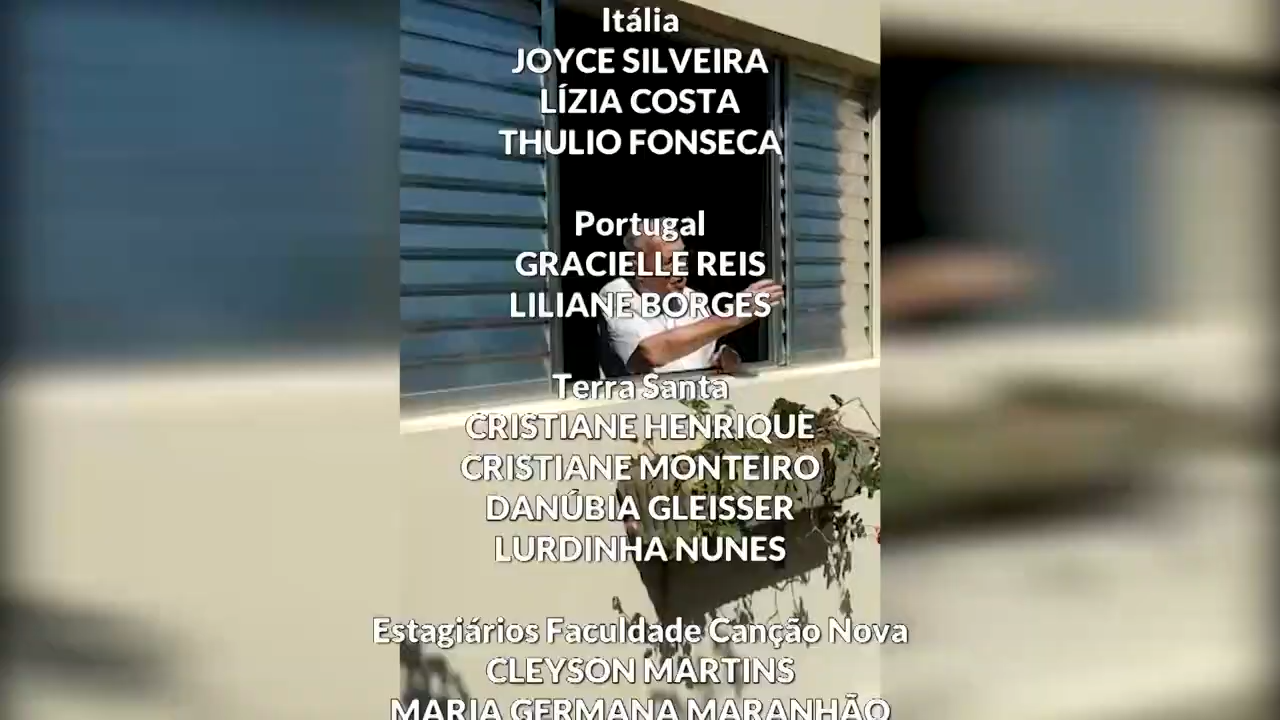 Itália
JOYCE SILVEIRA
LÍZIA COSTA
THULIO FONSECA
Portugal
GRACIELLE REIS
LILIANE BORGES
Terra Santa
CRISTIANE HENRIQUE
CRISTIANE MONTEIRO
DANÚBIA GLEISSER
LURDINHA NUNES
Estagiários Faculdade Canção Nova
CLEYSON MARTINS
MARIA GERMANA MARANHÃO